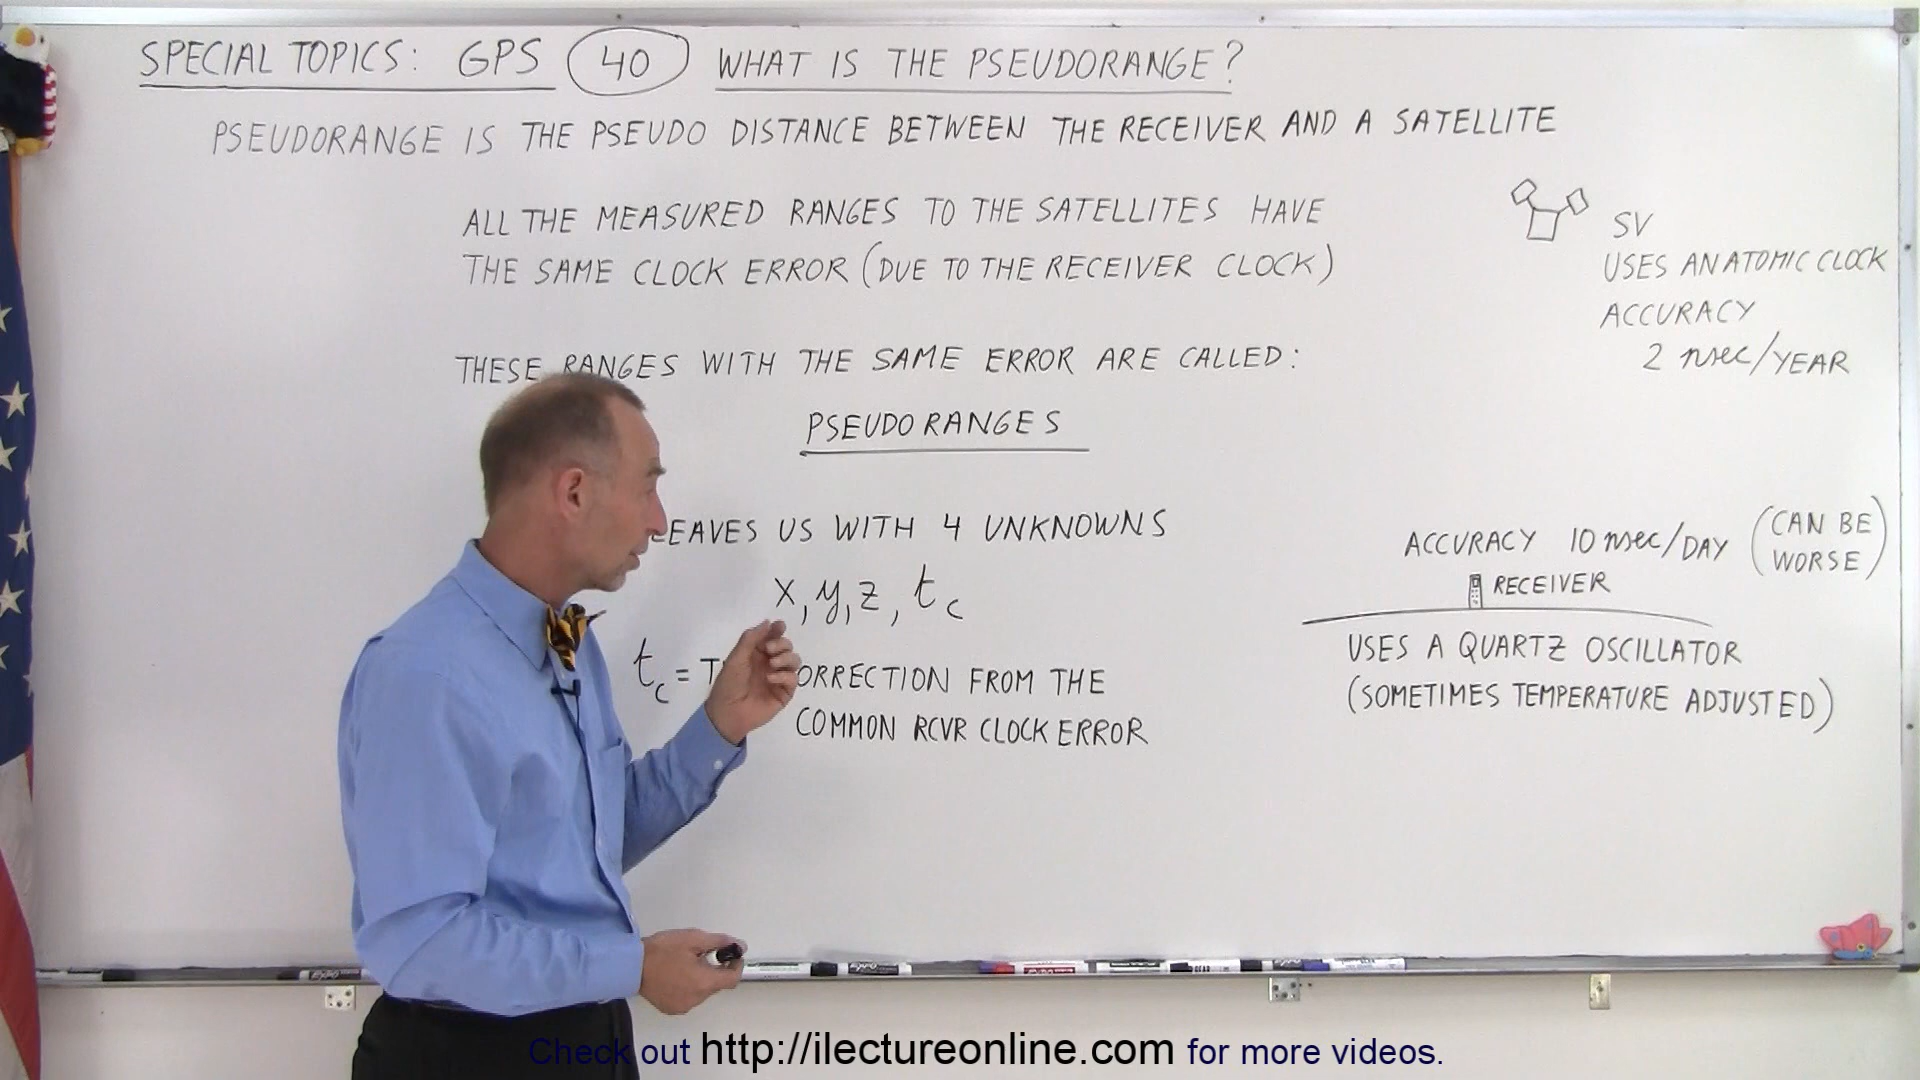 SPECIAL TOPICS: GPS 40 WHAT IS THE PSEUDORANGE?
PSEUDORANGE IS THE PSEUDO DISTANCE BETWEEN THE RECEIVER AND A SATELLITE
ALL THE MEASURED RANGES TO THE SATELLITES HAVE
THE SAME CLOCK ERROR (DUE TO THE RECEIVER CLOCK)
THESE RANGES WITH THE SAME ERROR ARE CALLED:
PSEUDORANGES
LEAVES US WITH 4 UNKNOWNS
x, y, z, tc
tc = ORRECTION FROM THE
COMMON RCVR CLOCK ERROR
SV
USES AN ATOMIC CLOCK
ACCURACY
2 nsec/YEAR
ACCURACY 10 nsec/DAY (CAN BE
WORSE)
RECEIVER
USES A QUARTZ OSCILLATOR
(SOMETIMES TEMPERATURE ADJUSTED)
Check out http://ilectureonline.com for more videos.